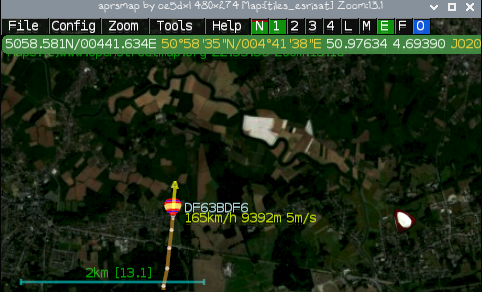 aprsmap by oe5dxl 480x274 Map[tiles_esrisat] Zoom:13.1
File Config Zoom Tools Help N 1 2 3 4 L M E F O
5058.581N/00441.634E 50°58'35"N/004°41'38"E 50.97634 4.69390 JO20
DF63BDF6
165km/h 9392m 5m/s
2km [13.1]